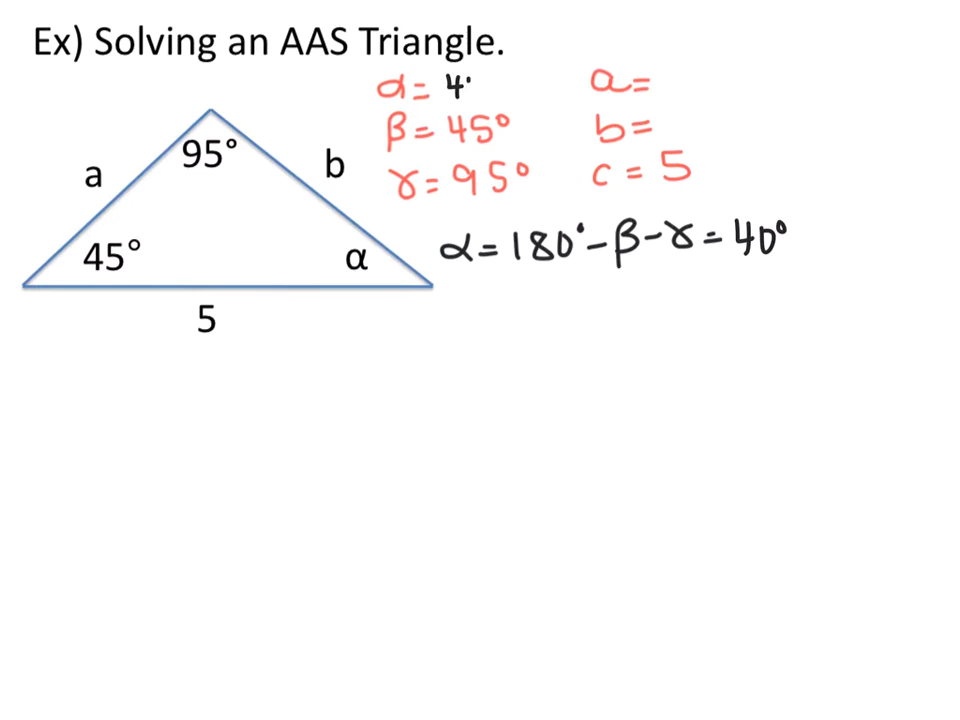 Ex) Solving an AAS Triangle.
α = 4
a =
β = 45°
b =
γ = 95°
c = 5
95°
a
b
45°
α
α = 180° - β - γ = 40°
5